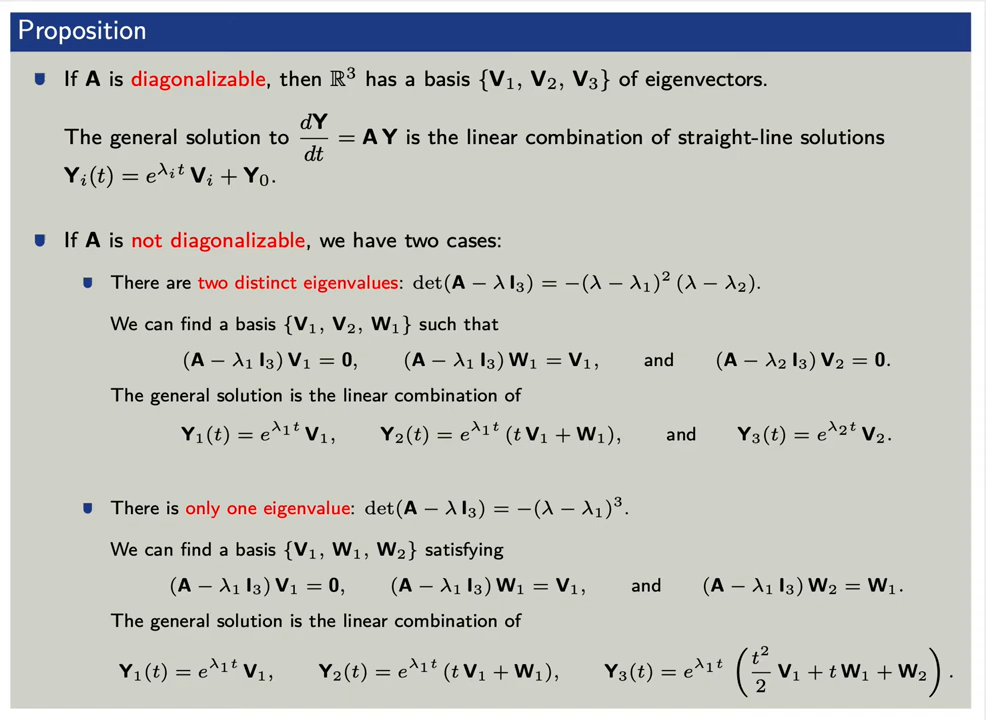 Proposition
If A is diagonalizable, then ℝ³ has a basis {V₁, V₂, V₃} of eigenvectors.
The general solution to dY/dt = A Y is the linear combination of straight-line solutions
Yᵢ(t) = e^{λᵢ t} Vᵢ + Y₀.
If A is not diagonalizable, we have two cases:
There are two distinct eigenvalues: det(A − λ I₃) = −(λ − λ₁)² (λ − λ₂).
We can find a basis {V₁, V₂, W₁} such that
(A − λ₁ I₃) V₁ = 0, (A − λ₁ I₃) W₁ = V₁, and (A − λ₂ I₃) V₂ = 0.
The general solution is the linear combination of
Y₁(t) = e^{λ₁ t} V₁, Y₂(t) = e^{λ₁ t} (t V₁ + W₁), and Y₃(t) = e^{λ₂ t} V₂.
There is only one eigenvalue: det(A − λ I₃) = −(λ − λ₁)³.
We can find a basis {V₁, W₁, W₂} satisfying
(A − λ₁ I₃) V₁ = 0, (A − λ₁ I₃) W₁ = V₁, and (A − λ₁ I₃) W₂ = W₁.
The general solution is the linear combination of
Y₁(t) = e^{λ₁ t} V₁, Y₂(t) = e^{λ₁ t} (t V₁ + W₁), Y₃(t) = e^{λ₁ t} (t²/2 V₁ + t W₁ + W₂).